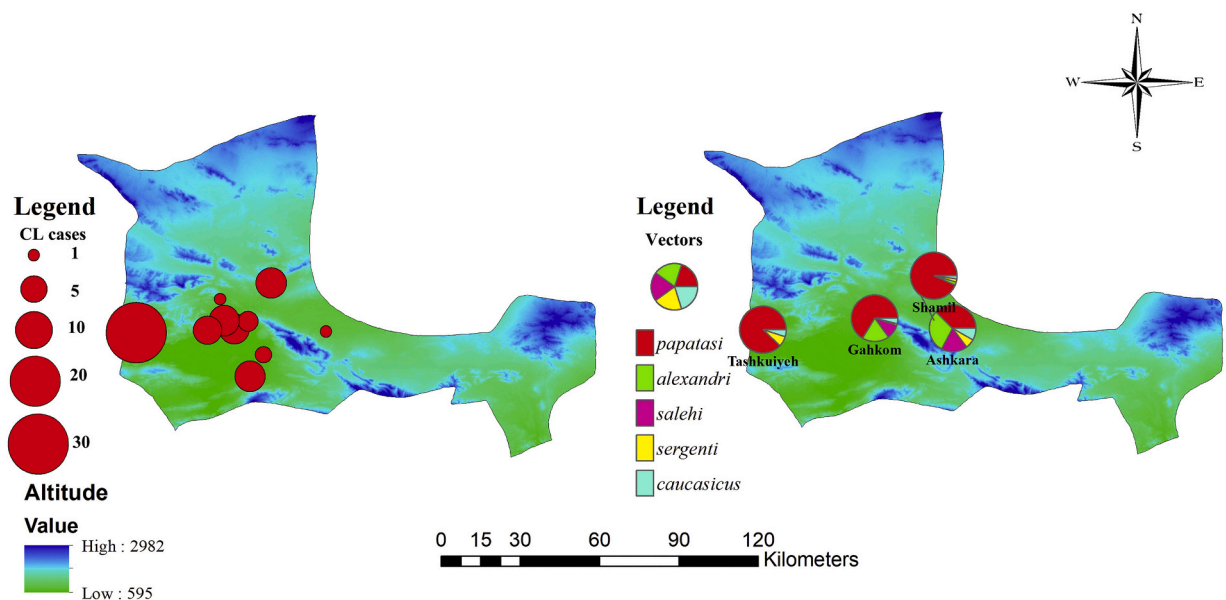 N
W
E
S
Legend
CL cases
1
5
10
20
30
Altitude
Value
High : 2982
Low : 595
Legend
Vectors
papatasi
alexandri
salehi
sergenti
caucasicus
Shamil
Tashkuiyeh
Gahkom
Ashkara
0 15 30 60 90 120
Kilometers